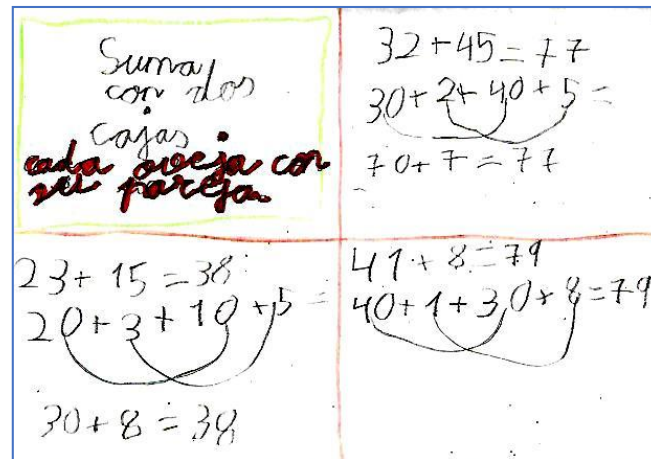 Suma
con dos
cajas.
cada oveja con
su pareja.
32+45=77
30+2+40+5=
70+7=77
23+15=38
20+3+10+5=
30+8=38
41+8=79
40+1+30+8=79